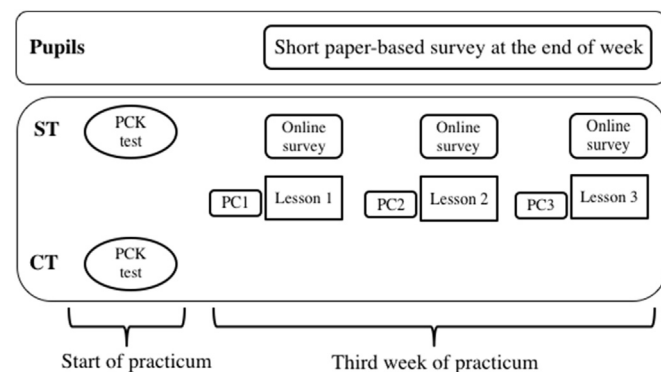 Pupils
Short paper-based survey at the end of week
ST
PCK
test
Online
survey
Online
survey
Online
survey
PC1
Lesson 1
PC2
Lesson 2
PC3
Lesson 3
CT
PCK
test
Start of practicum
Third week of practicum